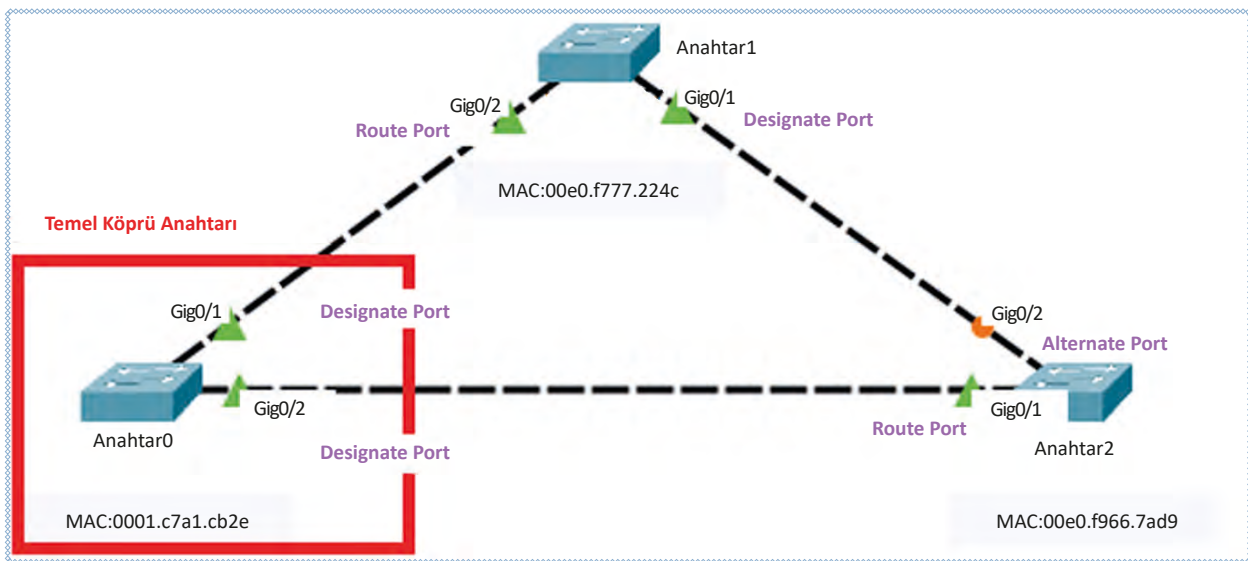 Anahtar1
Gig0/2
Gig0/1
Route Port
Designate Port
MAC:00e0.f777.224c
Temel Köprü Anahtarı
Gig0/1
Designate Port
Gig0/2
Alternate Port
Gig0/2
Gig0/1
Route Port
Anahtar0
Designate Port
Anahtar2
MAC:0001.c7a1.cb2e
MAC:00e0.f966.7ad9